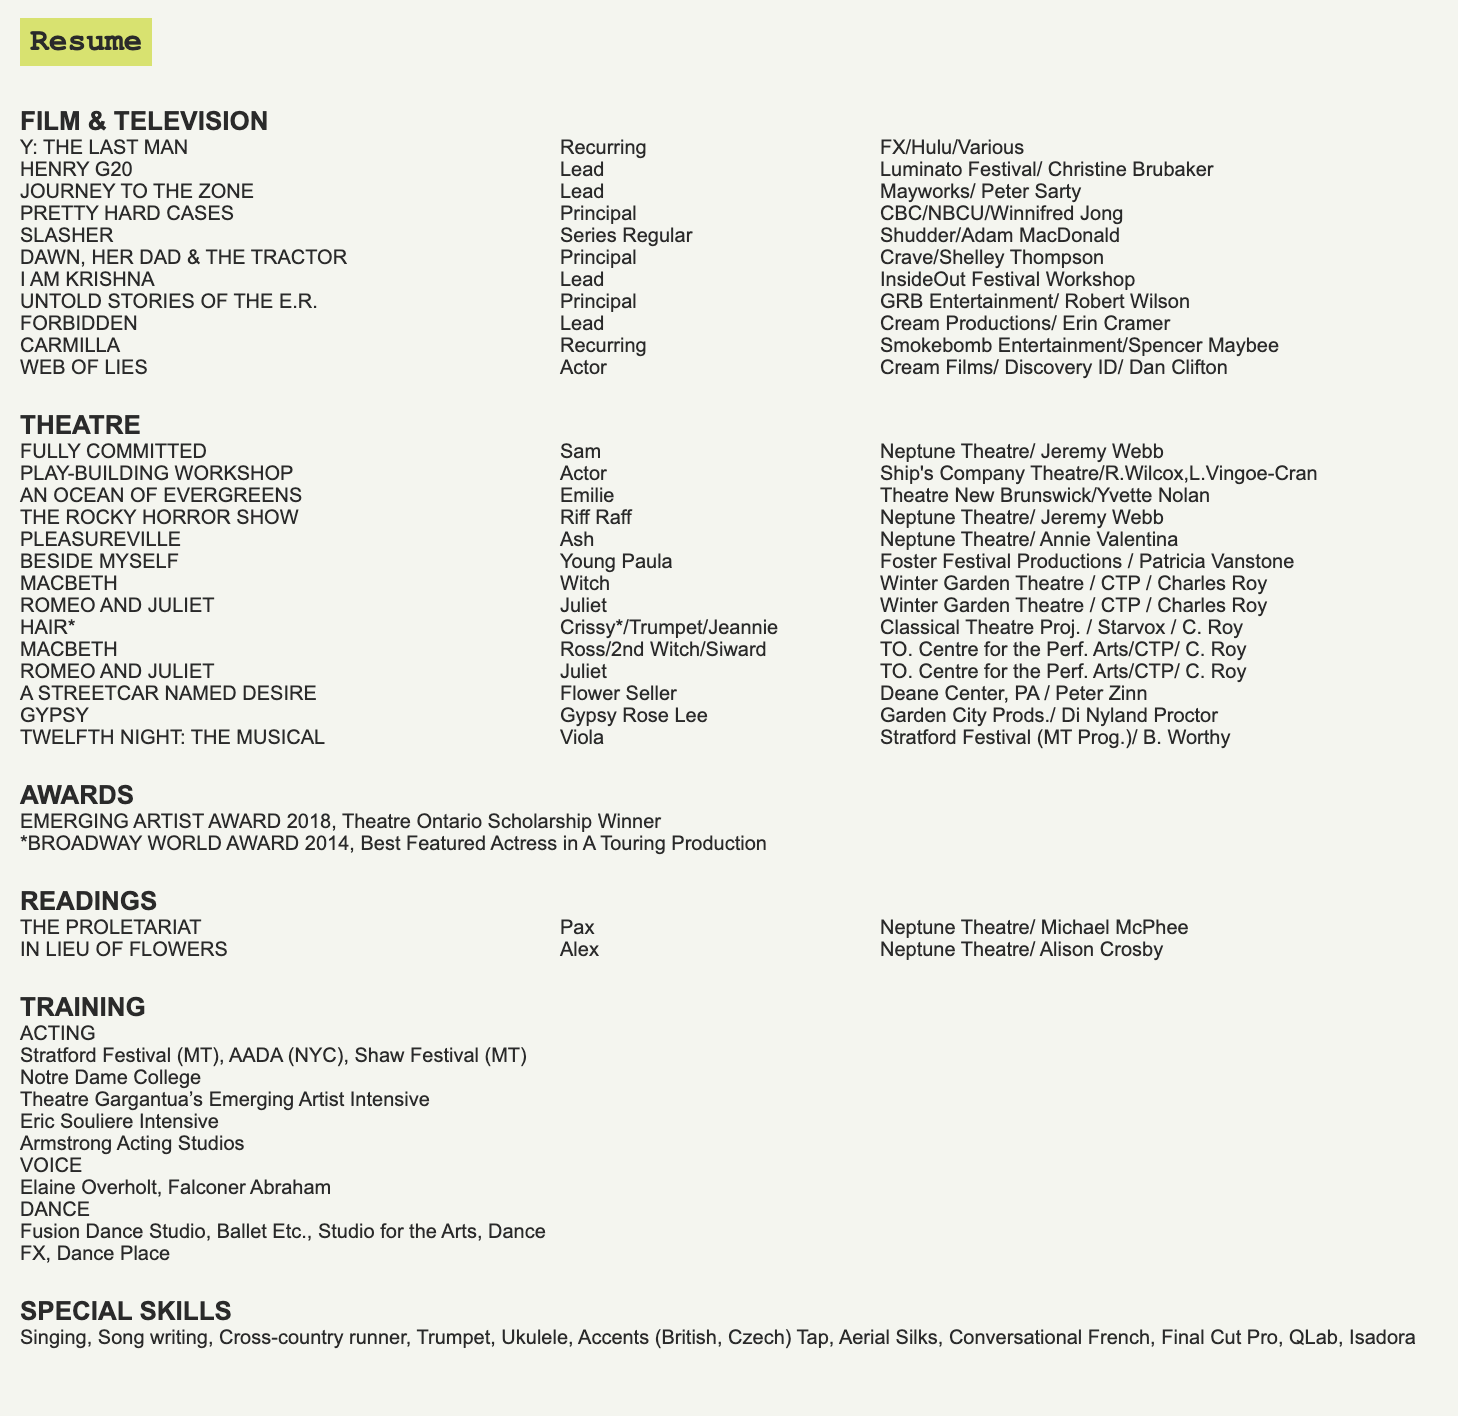 Resume
FILM & TELEVISION
Y: THE LAST MAN Recurring FX/Hulu/Various
HENRY G20 Lead Luminato Festival/ Christine Brubaker
JOURNEY TO THE ZONE Lead Mayworks/ Peter Sarty
PRETTY HARD CASES Principal CBC/NBCU/Winnifred Jong
SLASHER Series Regular Shudder/Adam MacDonald
DAWN, HER DAD & THE TRACTOR Principal Crave/Shelley Thompson
I AM KRISHNA Lead InsideOut Festival Workshop
UNTOLD STORIES OF THE E.R. Principal GRB Entertainment/ Robert Wilson
FORBIDDEN Lead Cream Productions/ Erin Cramer
CARMILLA Recurring Smokebomb Entertainment/Spencer Maybee
WEB OF LIES Actor Cream Films/ Discovery ID/ Dan Clifton
THEATRE
FULLY COMMITTED Sam Neptune Theatre/ Jeremy Webb
PLAY-BUILDING WORKSHOP Actor Ship's Company Theatre/R.Wilcox,L.Vingoe-Cran
AN OCEAN OF EVERGREENS Emilie Theatre New Brunswick/Yvette Nolan
THE ROCKY HORROR SHOW Riff Raff Neptune Theatre/ Jeremy Webb
PLEASUREVILLE Ash Neptune Theatre/ Annie Valentina
BESIDE MYSELF Young Paula Foster Festival Productions / Patricia Vanstone
MACBETH Witch Winter Garden Theatre / CTP / Charles Roy
ROMEO AND JULIET Juliet Winter Garden Theatre / CTP / Charles Roy
HAIR* Crissy*/Trumpet/Jeannie Classical Theatre Proj. / Starvox / C. Roy
MACBETH Ross/2nd Witch/Siward TO. Centre for the Perf. Arts/CTP/ C. Roy
ROMEO AND JULIET Juliet TO. Centre for the Perf. Arts/CTP/ C. Roy
A STREETCAR NAMED DESIRE Flower Seller Deane Center, PA / Peter Zinn
GYPSY Gypsy Rose Lee Garden City Prods./ Di Nyland Proctor
TWELFTH NIGHT: THE MUSICAL Viola Stratford Festival (MT Prog.)/ B. Worthy
AWARDS
EMERGING ARTIST AWARD 2018, Theatre Ontario Scholarship Winner
*BROADWAY WORLD AWARD 2014, Best Featured Actress in A Touring Production
READINGS
THE PROLETARIAT Pax Neptune Theatre/ Michael McPhee
IN LIEU OF FLOWERS Alex Neptune Theatre/ Alison Crosby
TRAINING
ACTING
Stratford Festival (MT), AADA (NYC), Shaw Festival (MT)
Notre Dame College
Theatre Gargantua’s Emerging Artist Intensive
Eric Souliere Intensive
Armstrong Acting Studios
VOICE
Elaine Overholt, Falconer Abraham
DANCE
Fusion Dance Studio, Ballet Etc., Studio for the Arts, Dance
FX, Dance Place
SPECIAL SKILLS
Singing, Song writing, Cross-country runner, Trumpet, Ukulele, Accents (British, Czech) Tap, Aerial Silks, Conversational French, Final Cut Pro, QLab, Isadora